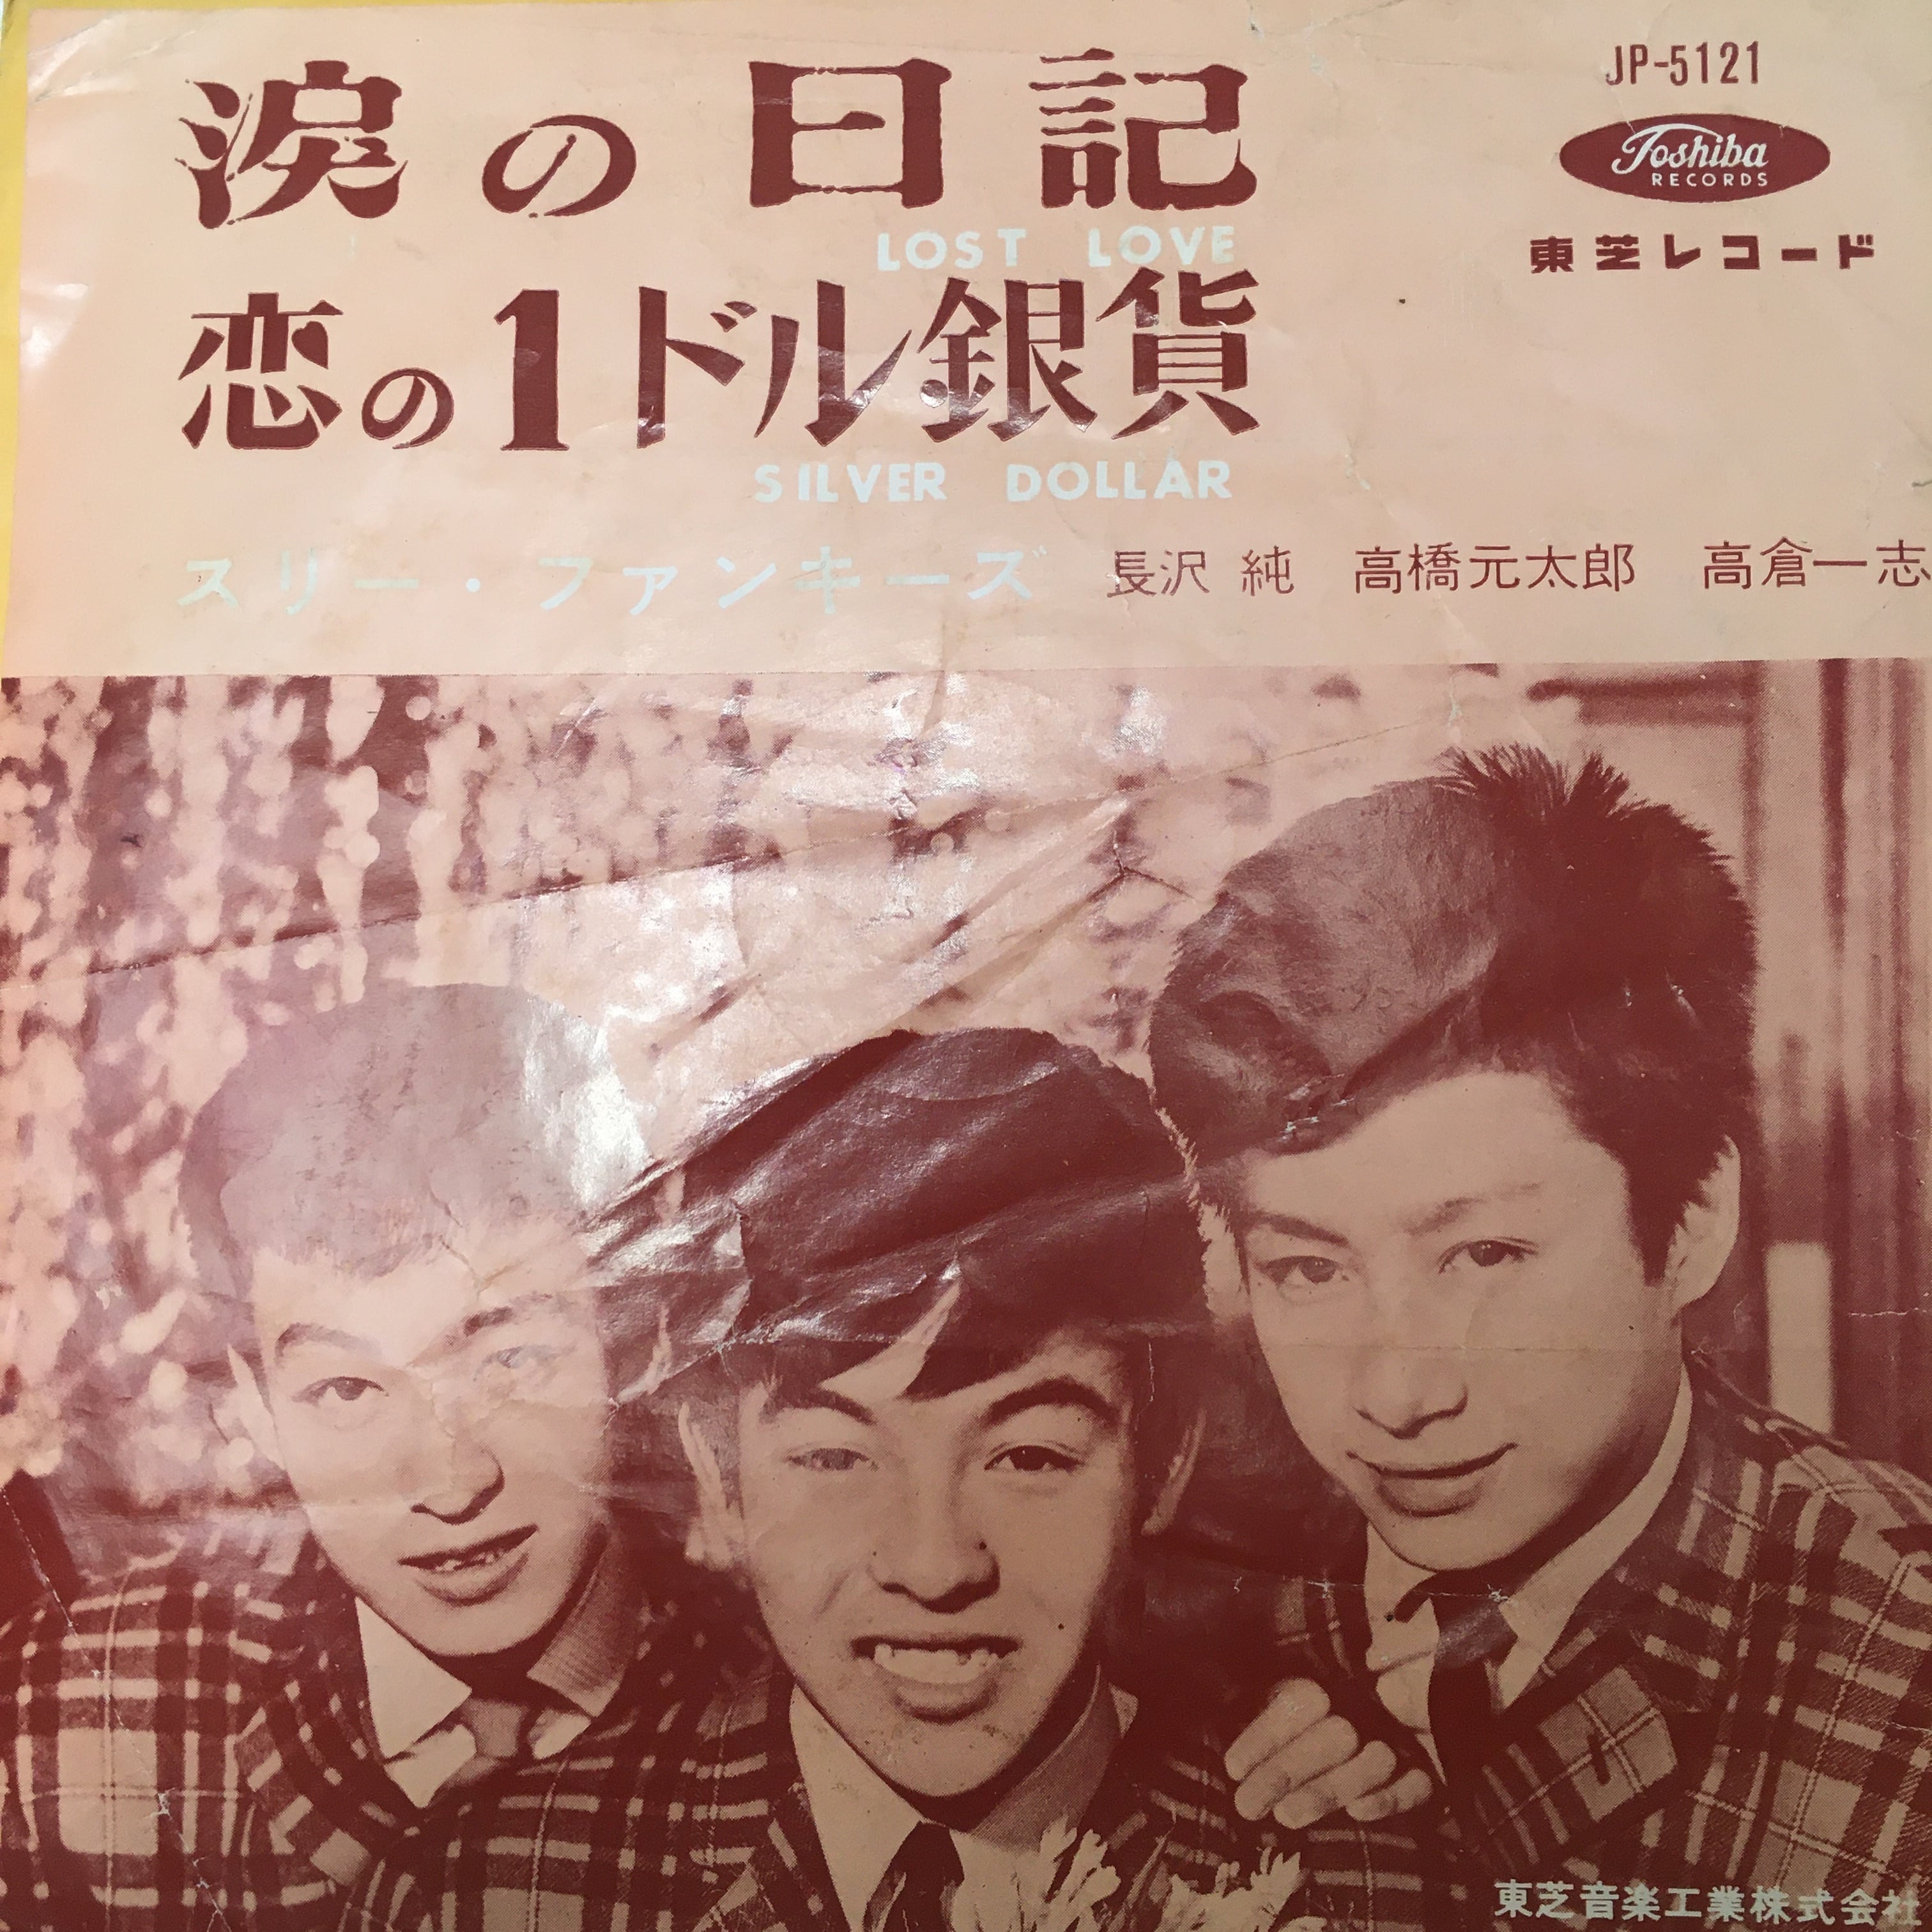 涙の日記
LOST LOVE
恋の1ドル銀貨
SILVER DOLLAR
スリー・ファンキーズ 長沢 純 高橋元太郎 高倉一志
JP-5121
Toshiba
RECORDS
東芝レコード
東芝音楽工業株式会社